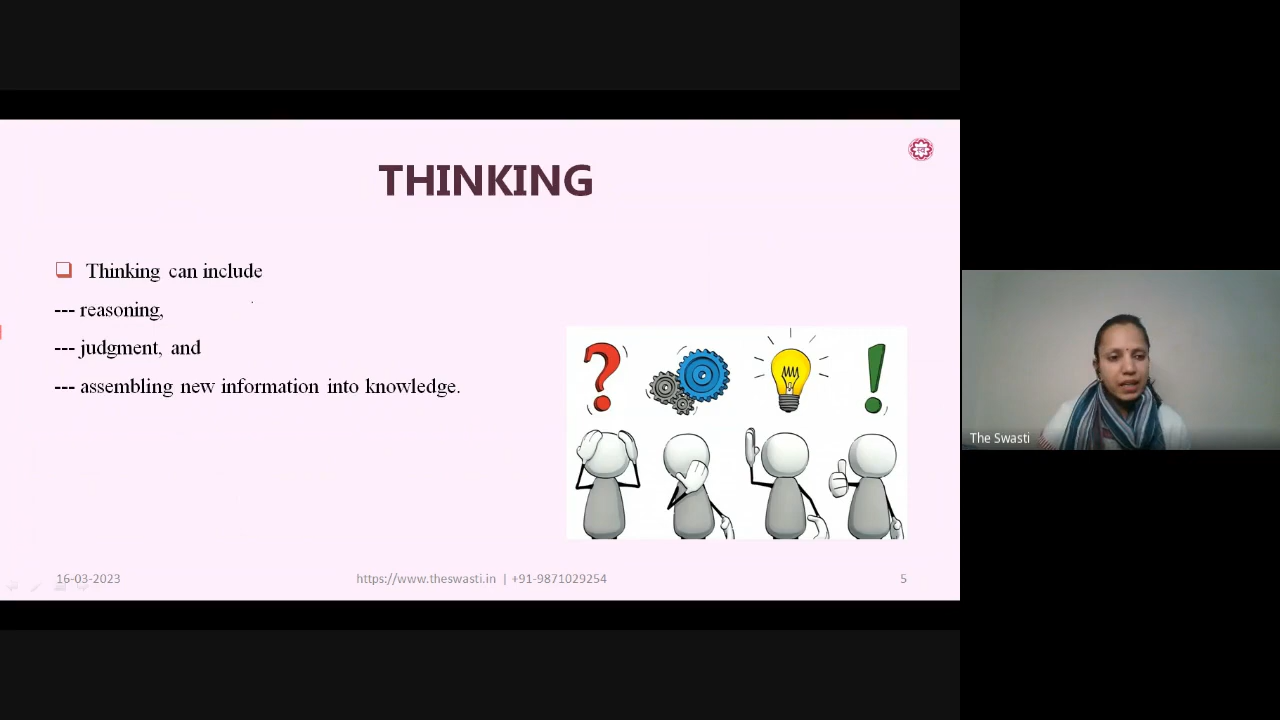 THINKING
❑ Thinking can include
--- reasoning,
--- judgment, and
--- assembling new information into knowledge.
16-03-2023
https://www.theswasti.in | +91-9871029254
5
The Swasti